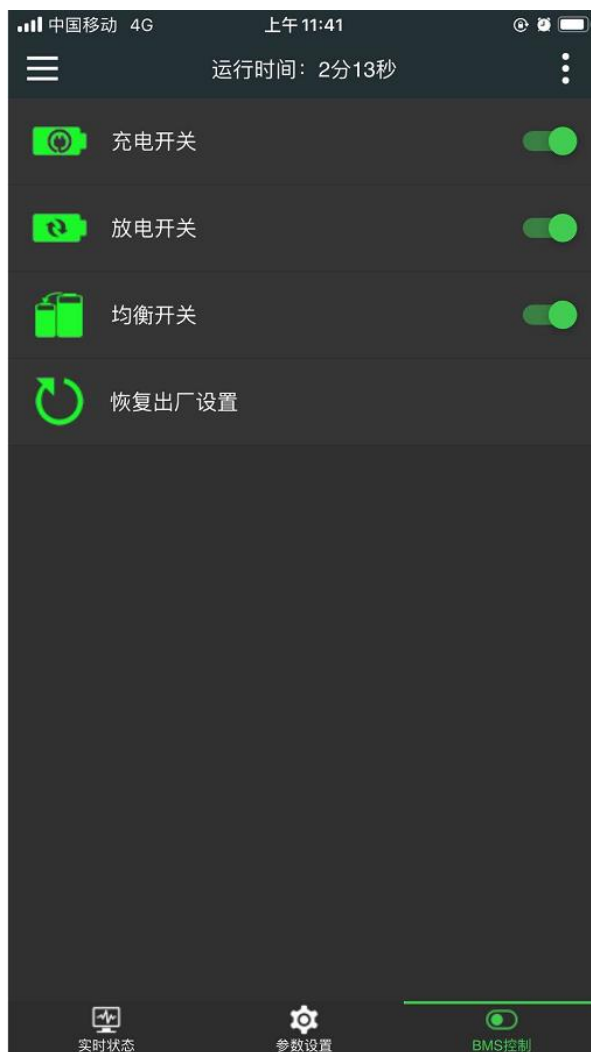 中国移动 4G 上午11:41
运行时间：2分13秒
充电开关
放电开关
均衡开关
恢复出厂设置
实时状态 参数设置 BMS控制